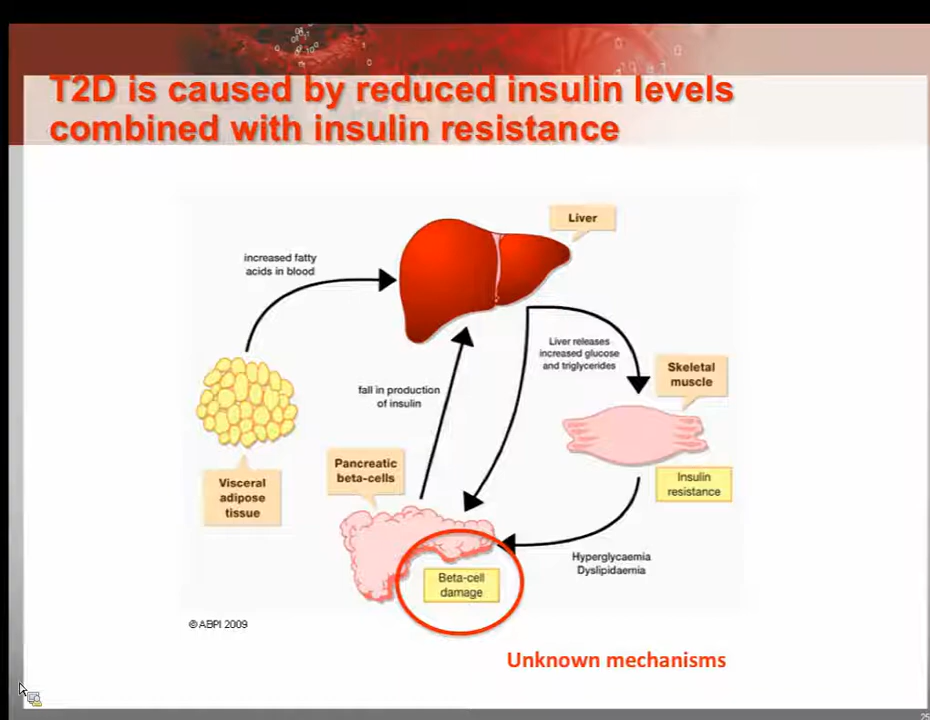 T2D is caused by reduced insulin levels
combined with insulin resistance
Liver
increased fatty
acids in blood
Liver releases
increased glucose
and triglycerides
Skeletal
muscle
fall in production
of insulin
Pancreatic
beta-cells
Visceral
adipose
tissue
Insulin
resistance
Hyperglycaemia
Dyslipidaemia
Beta-cell
damage
© ABPI 2009
Unknown mechanisms